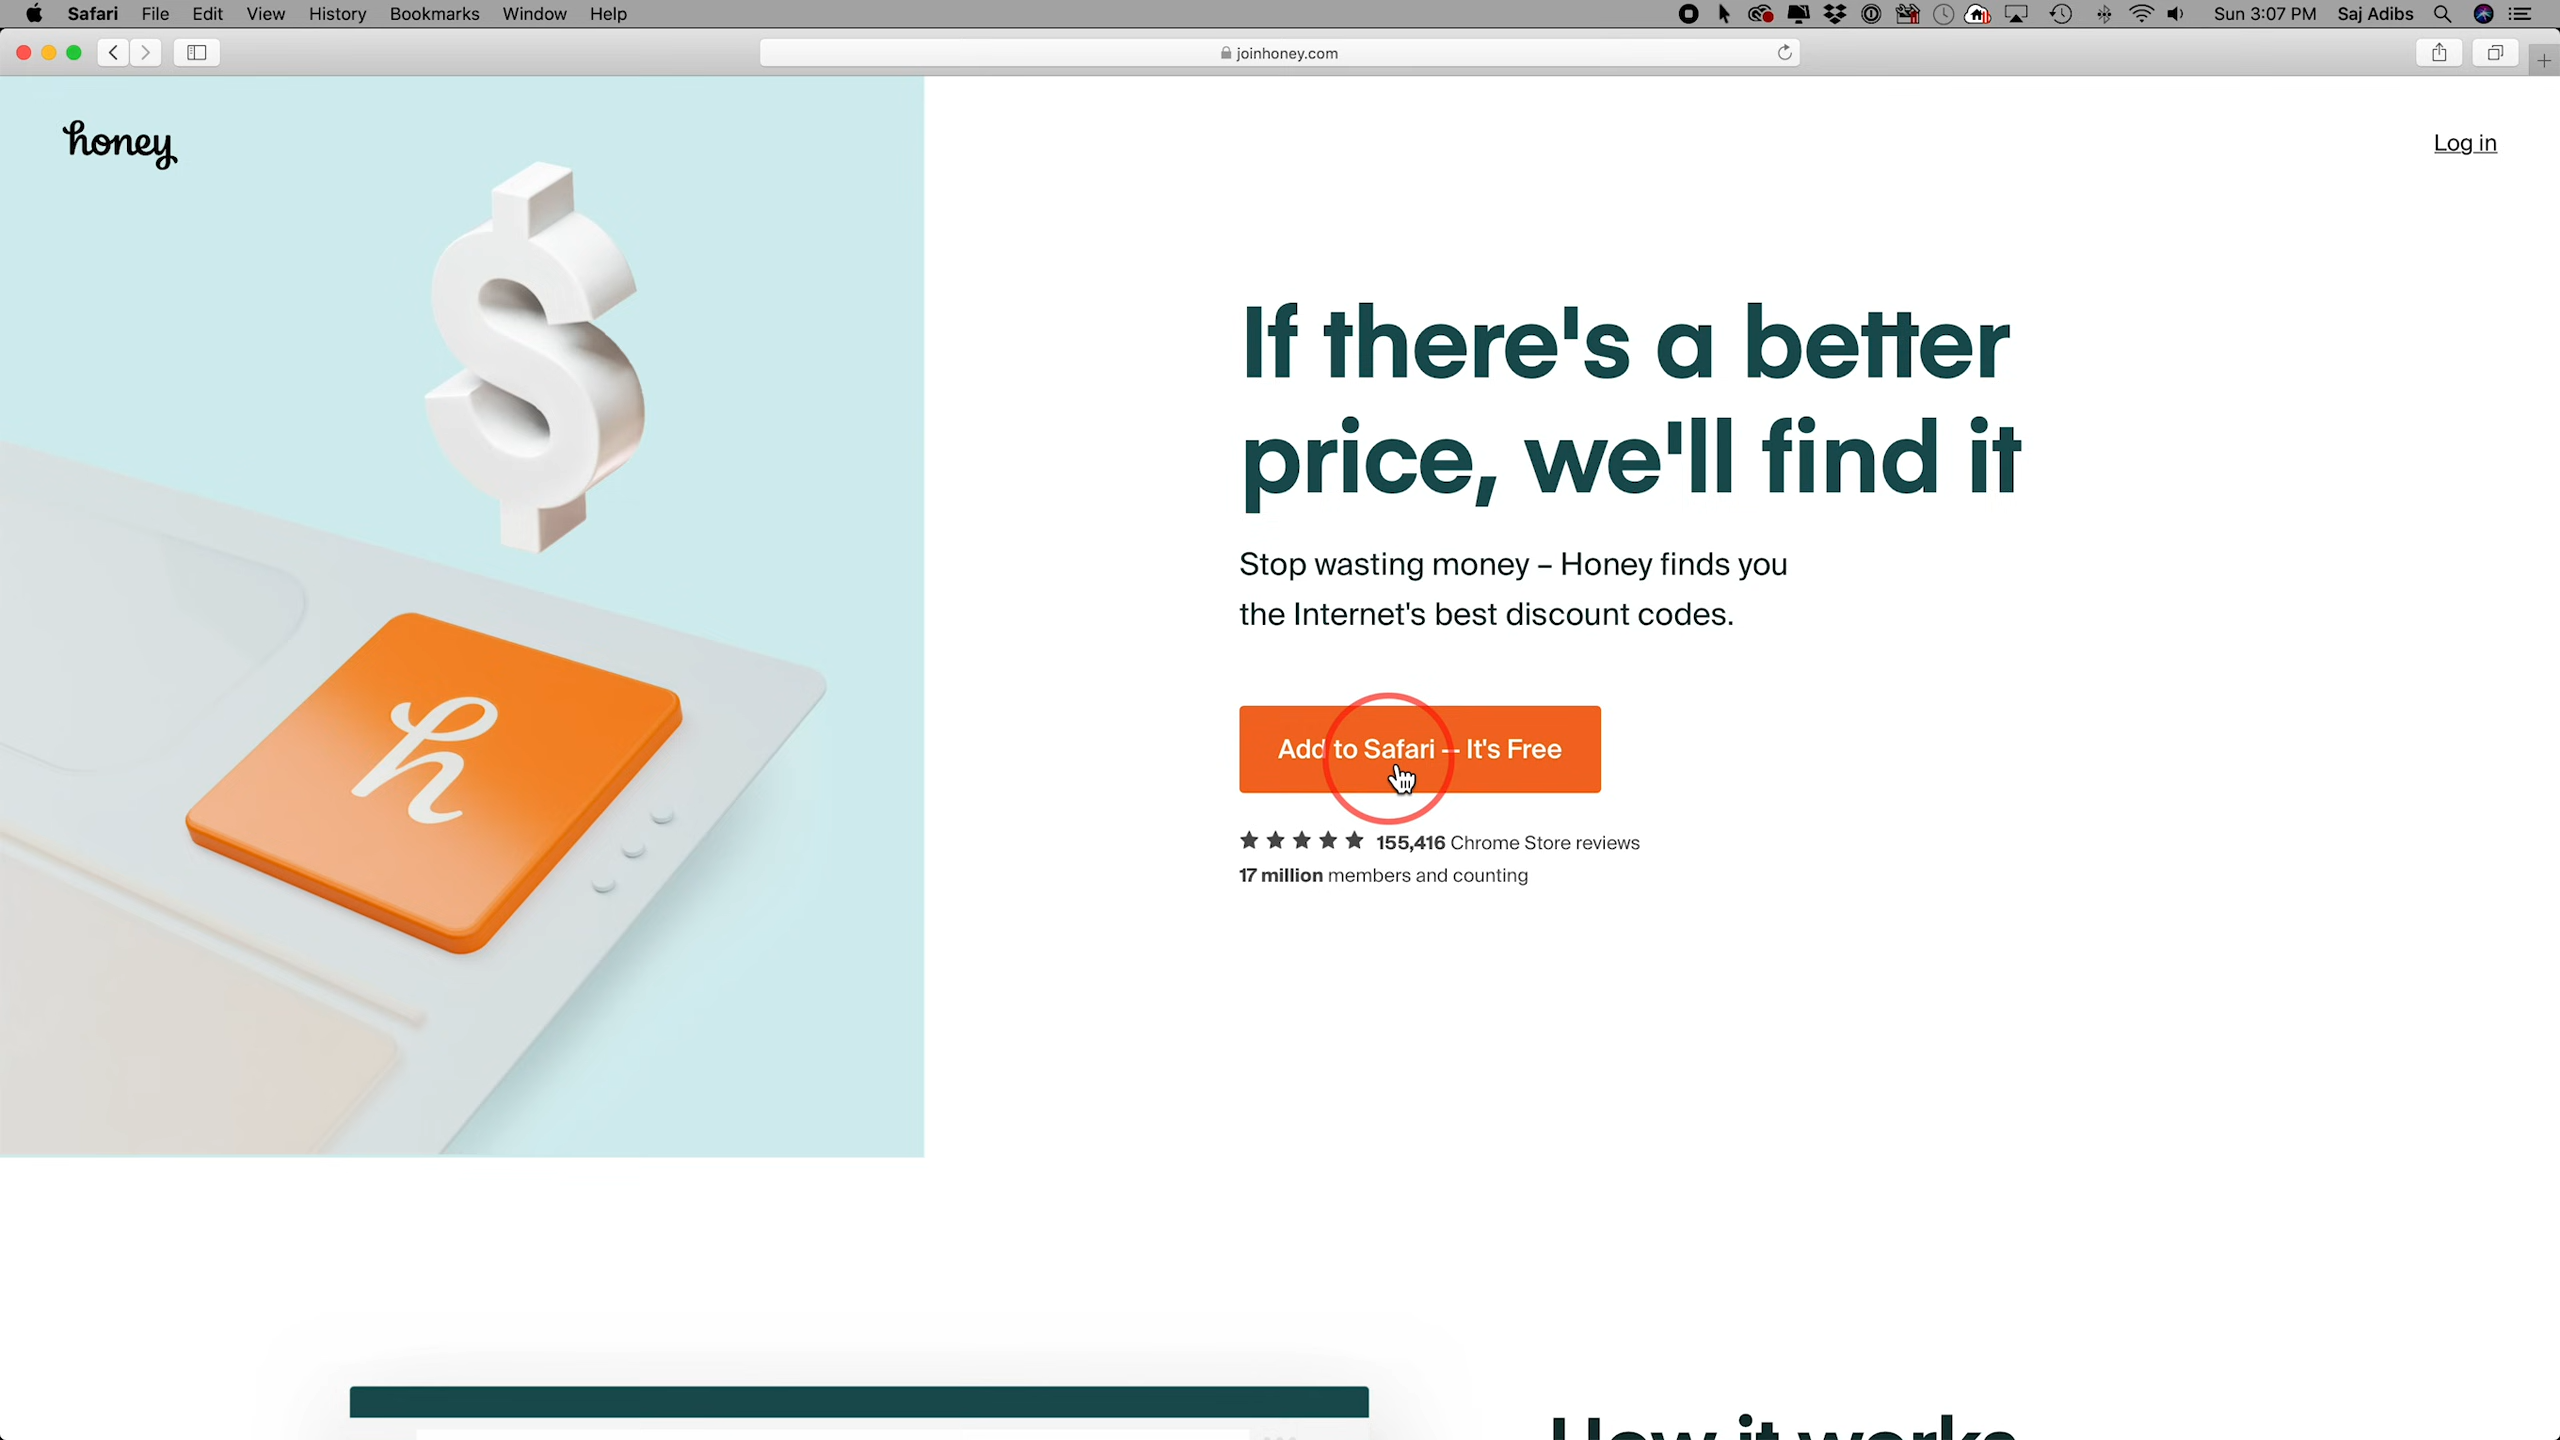 Safari File Edit View History Bookmarks Window Help Sun 3:07 PM Saj Adibs
joinhoney.com
honey
Log in
If there's a better
price, we'll find it
Stop wasting money – Honey finds you
the Internet's best discount codes.
h
Add to Safari – It's Free
155,416 Chrome Store reviews
17 million members and counting
How it works